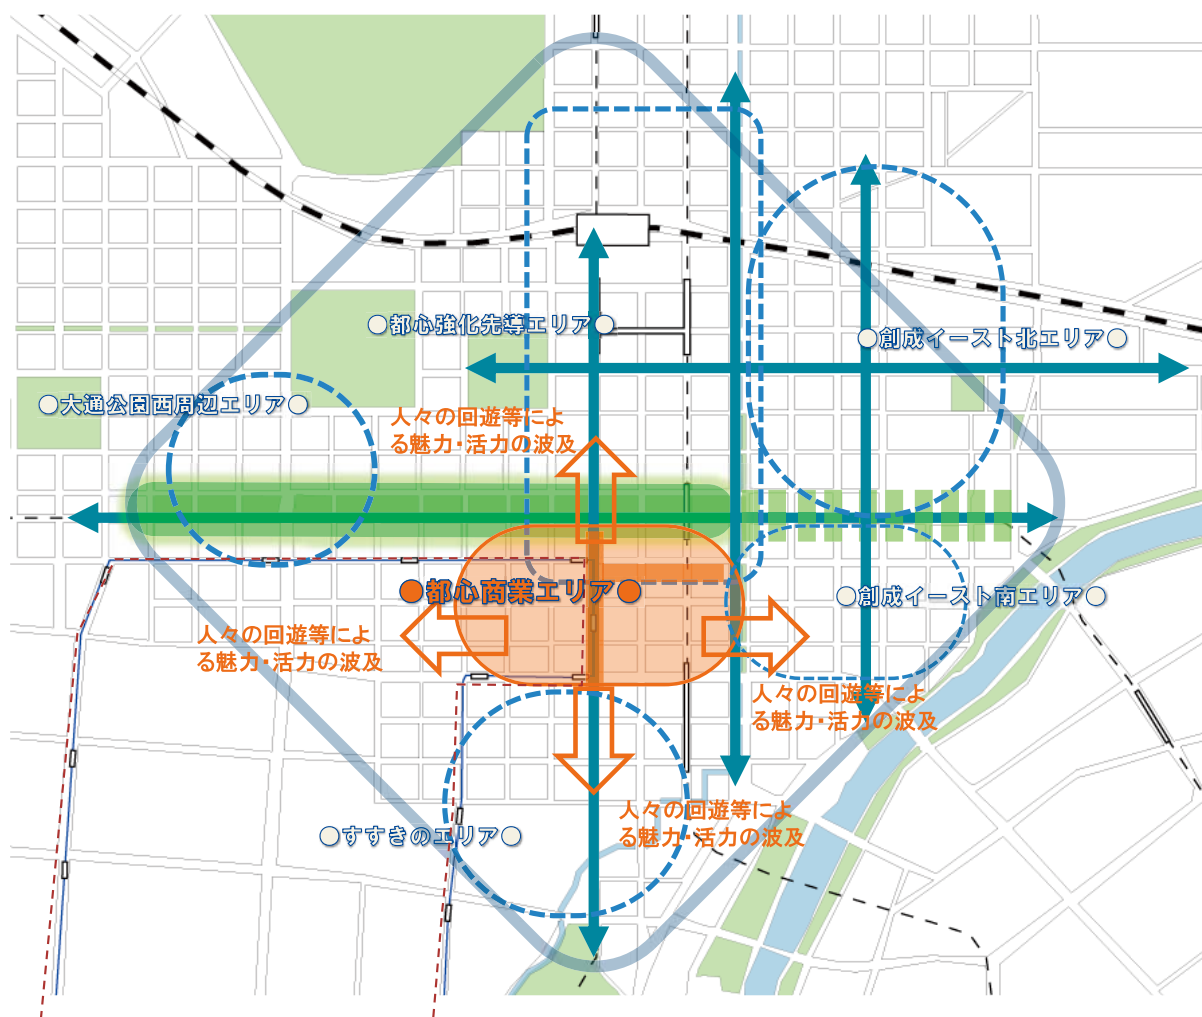 ○都心強化先導エリア○
○創成イースト北エリア○
○大通公園西周辺エリア○
人々の回遊等によ
る魅力・活力の波及
●都心商業エリア●
○創成イースト南エリア○
人々の回遊等によ
る魅力・活力の波及
人々の回遊等によ
る魅力・活力の波及
人々の回遊等によ
る魅力・活力の波及
○すすきのエリア○